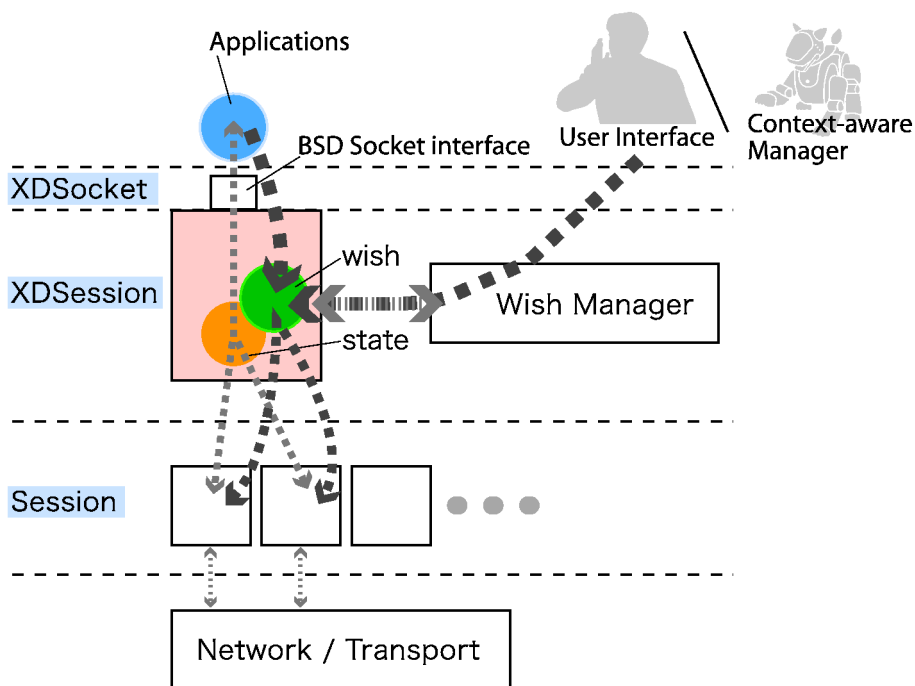 Applications
User Interface
Context-aware
Manager
BSD Socket interface
XDSocket
wish
XDSession
Wish Manager
state
Session
Network / Transport